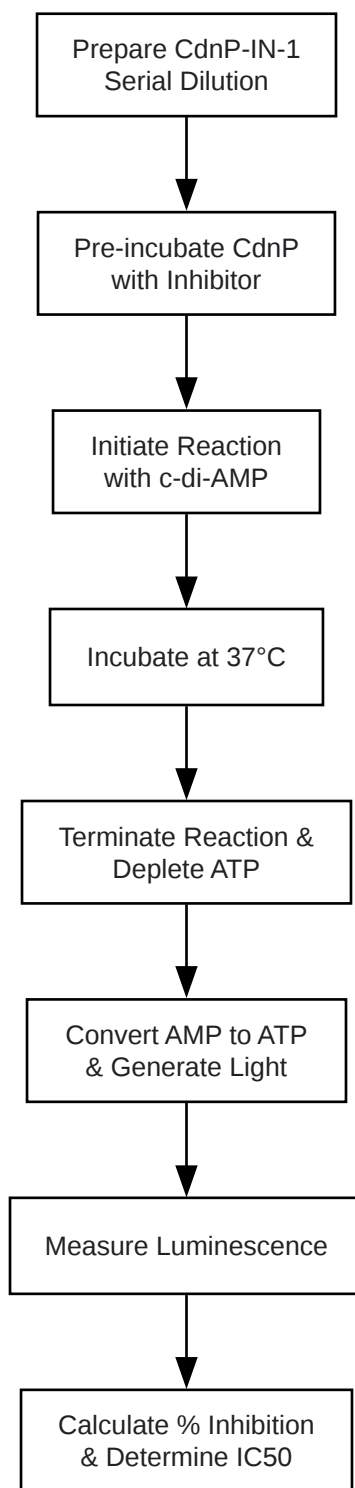 Prepare CdnP-IN-1
Serial Dilution
Pre-incubate CdnP
with Inhibitor
Initiate Reaction
with c-di-AMP
Incubate at 37°C
Terminate Reaction &
Deplete ATP
Convert AMP to ATP
& Generate Light
Measure Luminescence
Calculate % Inhibition
& Determine IC50